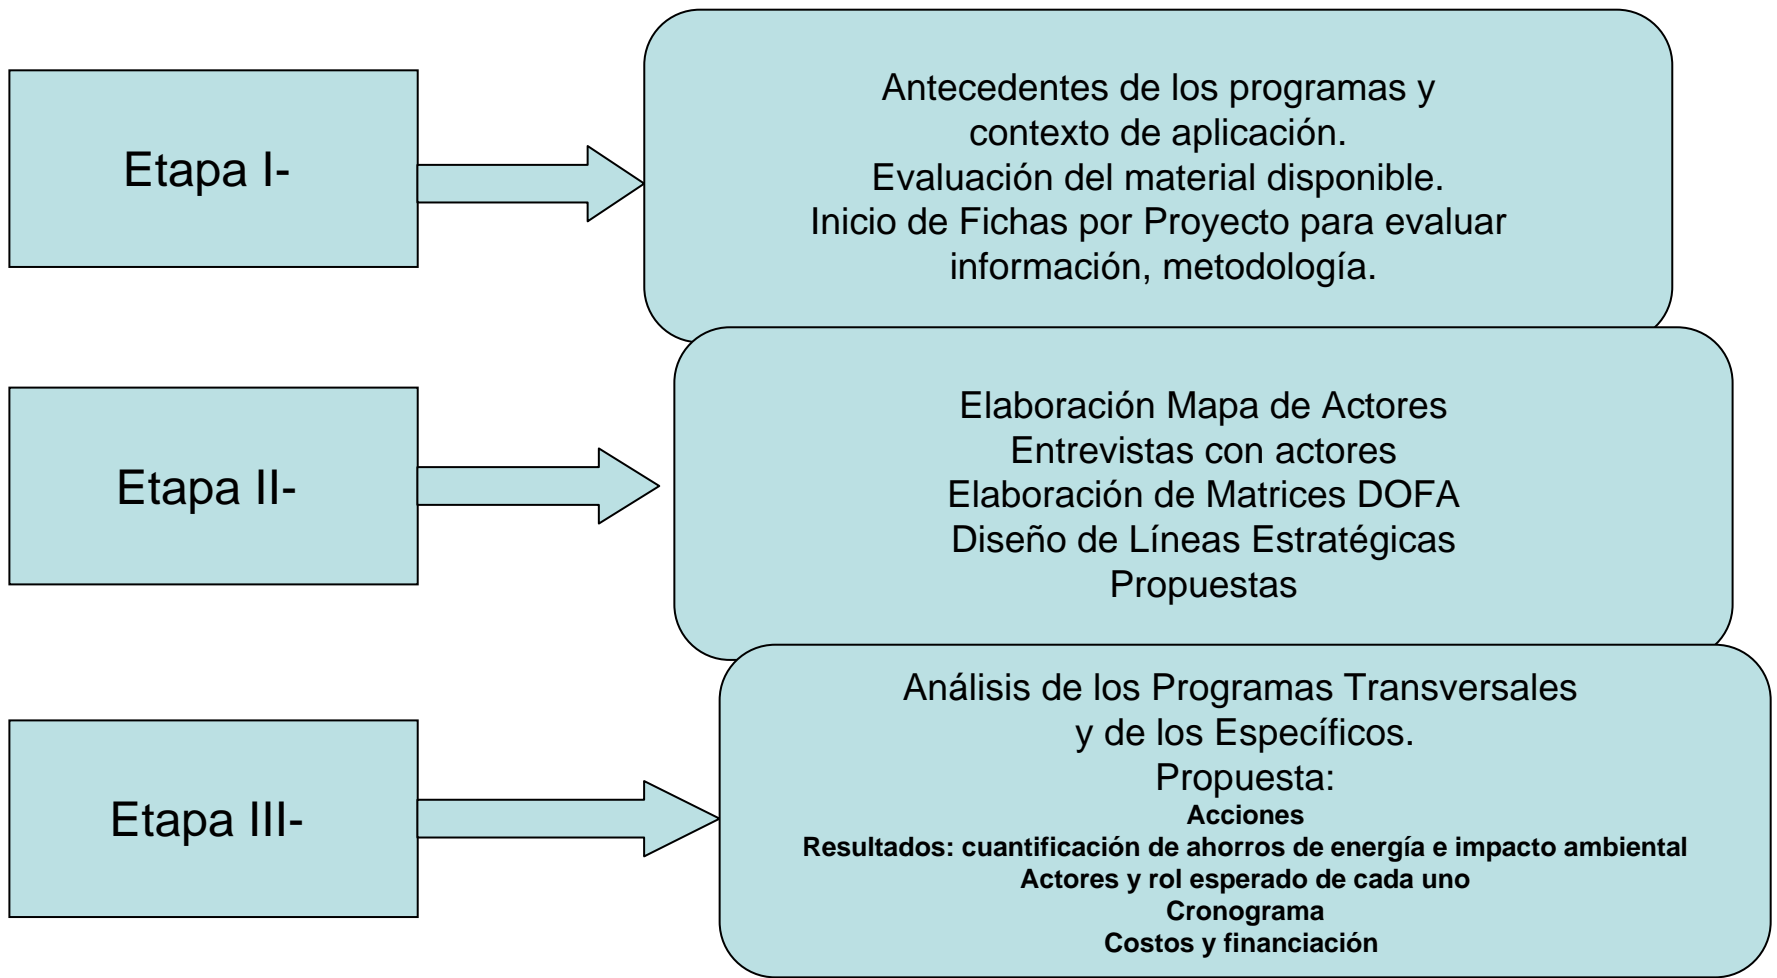 Etapa I-
Antecedentes de los programas y
contexto de aplicación.
Evaluación del material disponible.
Inicio de Fichas por Proyecto para evaluar
información, metodología.
Etapa II-
Elaboración Mapa de Actores
Entrevistas con actores
Elaboración de Matrices DOFA
Diseño de Líneas Estratégicas
Propuestas
Etapa III-
Análisis de los Programas Transversales
y de los Específicos.
Propuesta:
Acciones
Resultados: cuantificación de ahorros de energía e impacto ambiental
Actores y rol esperado de cada uno
Cronograma
Costos y financiación